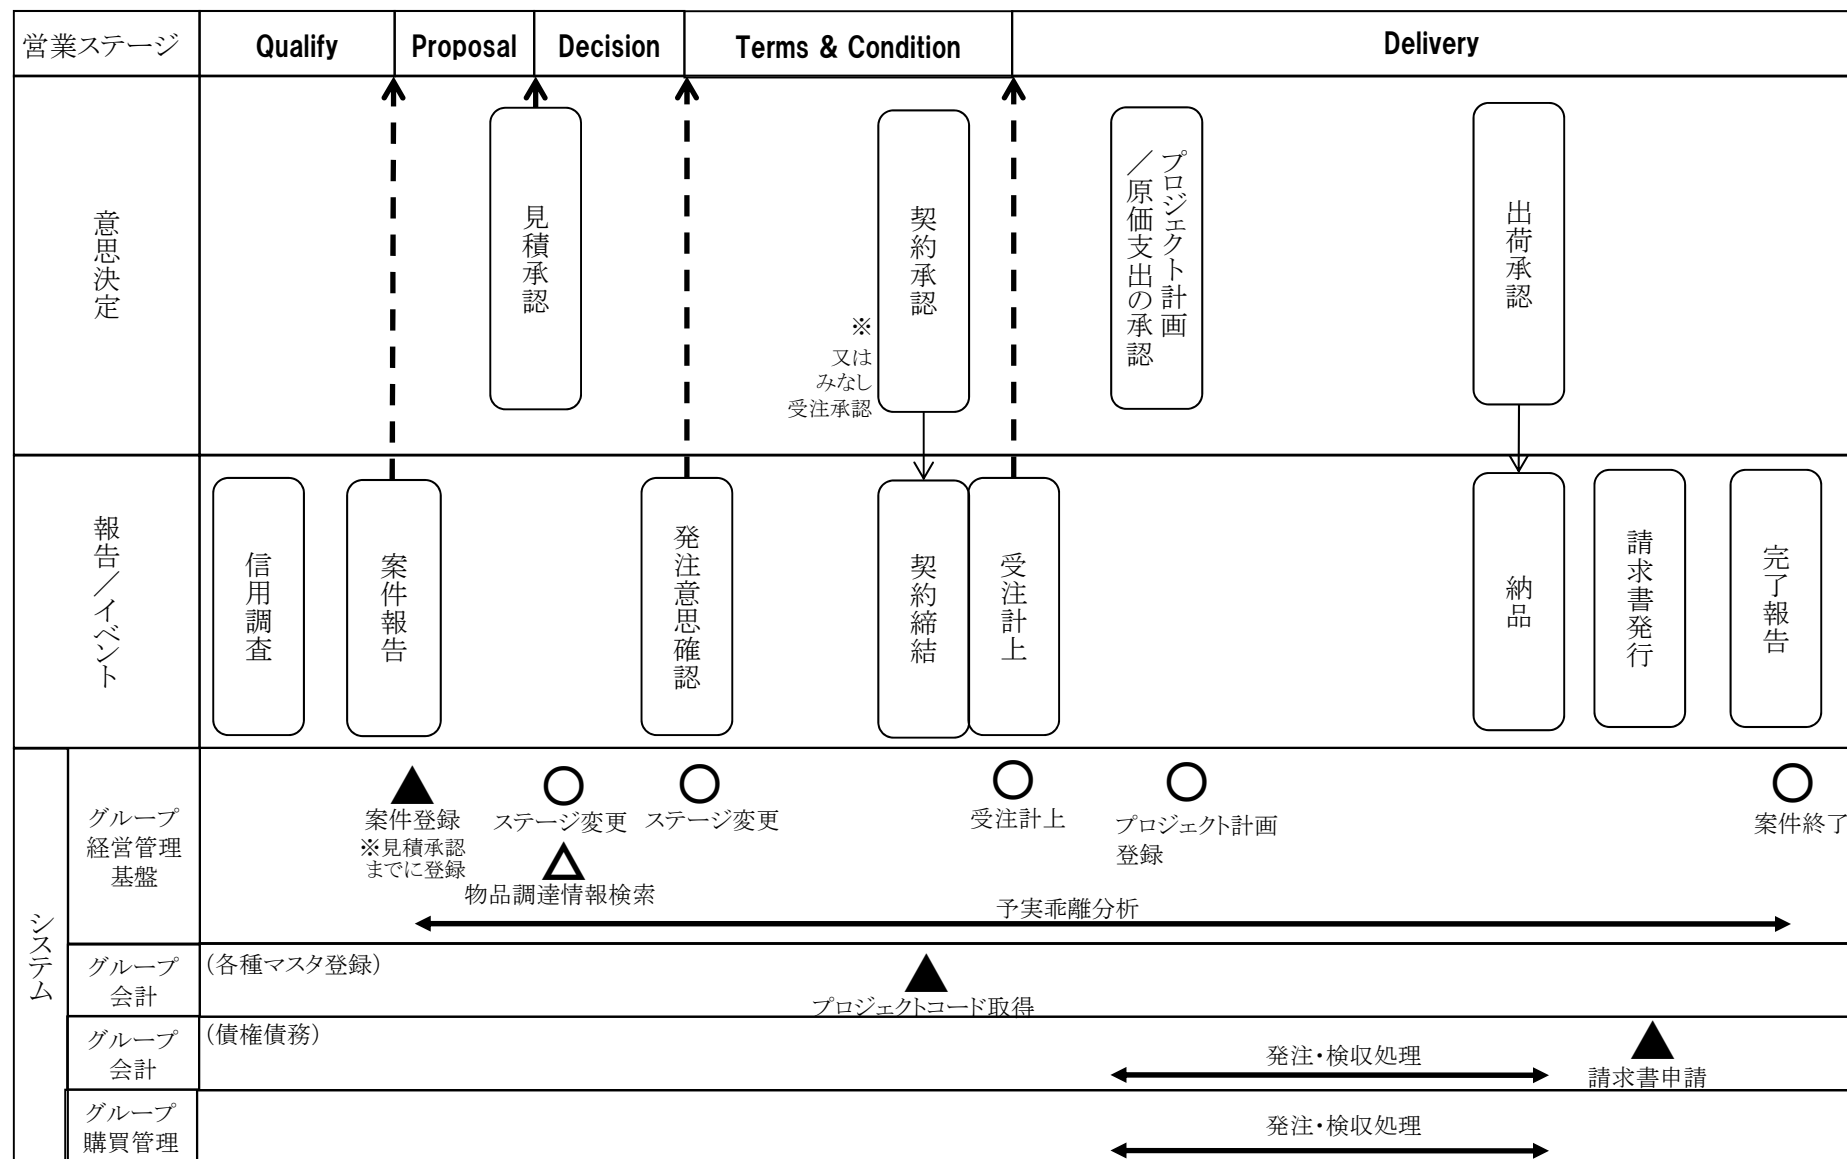 営業ステージ
Qualify
Proposal
Decision
Terms & Condition
Delivery
意思決定
見積承認
契約承認
※
又は
みなし
受注承認
プロジェクト計画
／原価支出の承認
出荷承認
報告／イベント
信用調査
案件報告
発注意思確認
契約締結
受注計上
納品
請求書発行
完了報告
システム
グループ
経営管理
基盤
案件登録
※見積承認
までに登録
ステージ変更
物品調達情報検索
ステージ変更
受注計上
プロジェクト計画
登録
案件終了
予実乖離分析
グループ
会計
(各種マスタ登録)
プロジェクトコード取得
グループ
会計
(債権債務)
発注・検収処理
請求書申請
グループ
購買管理
発注・検収処理